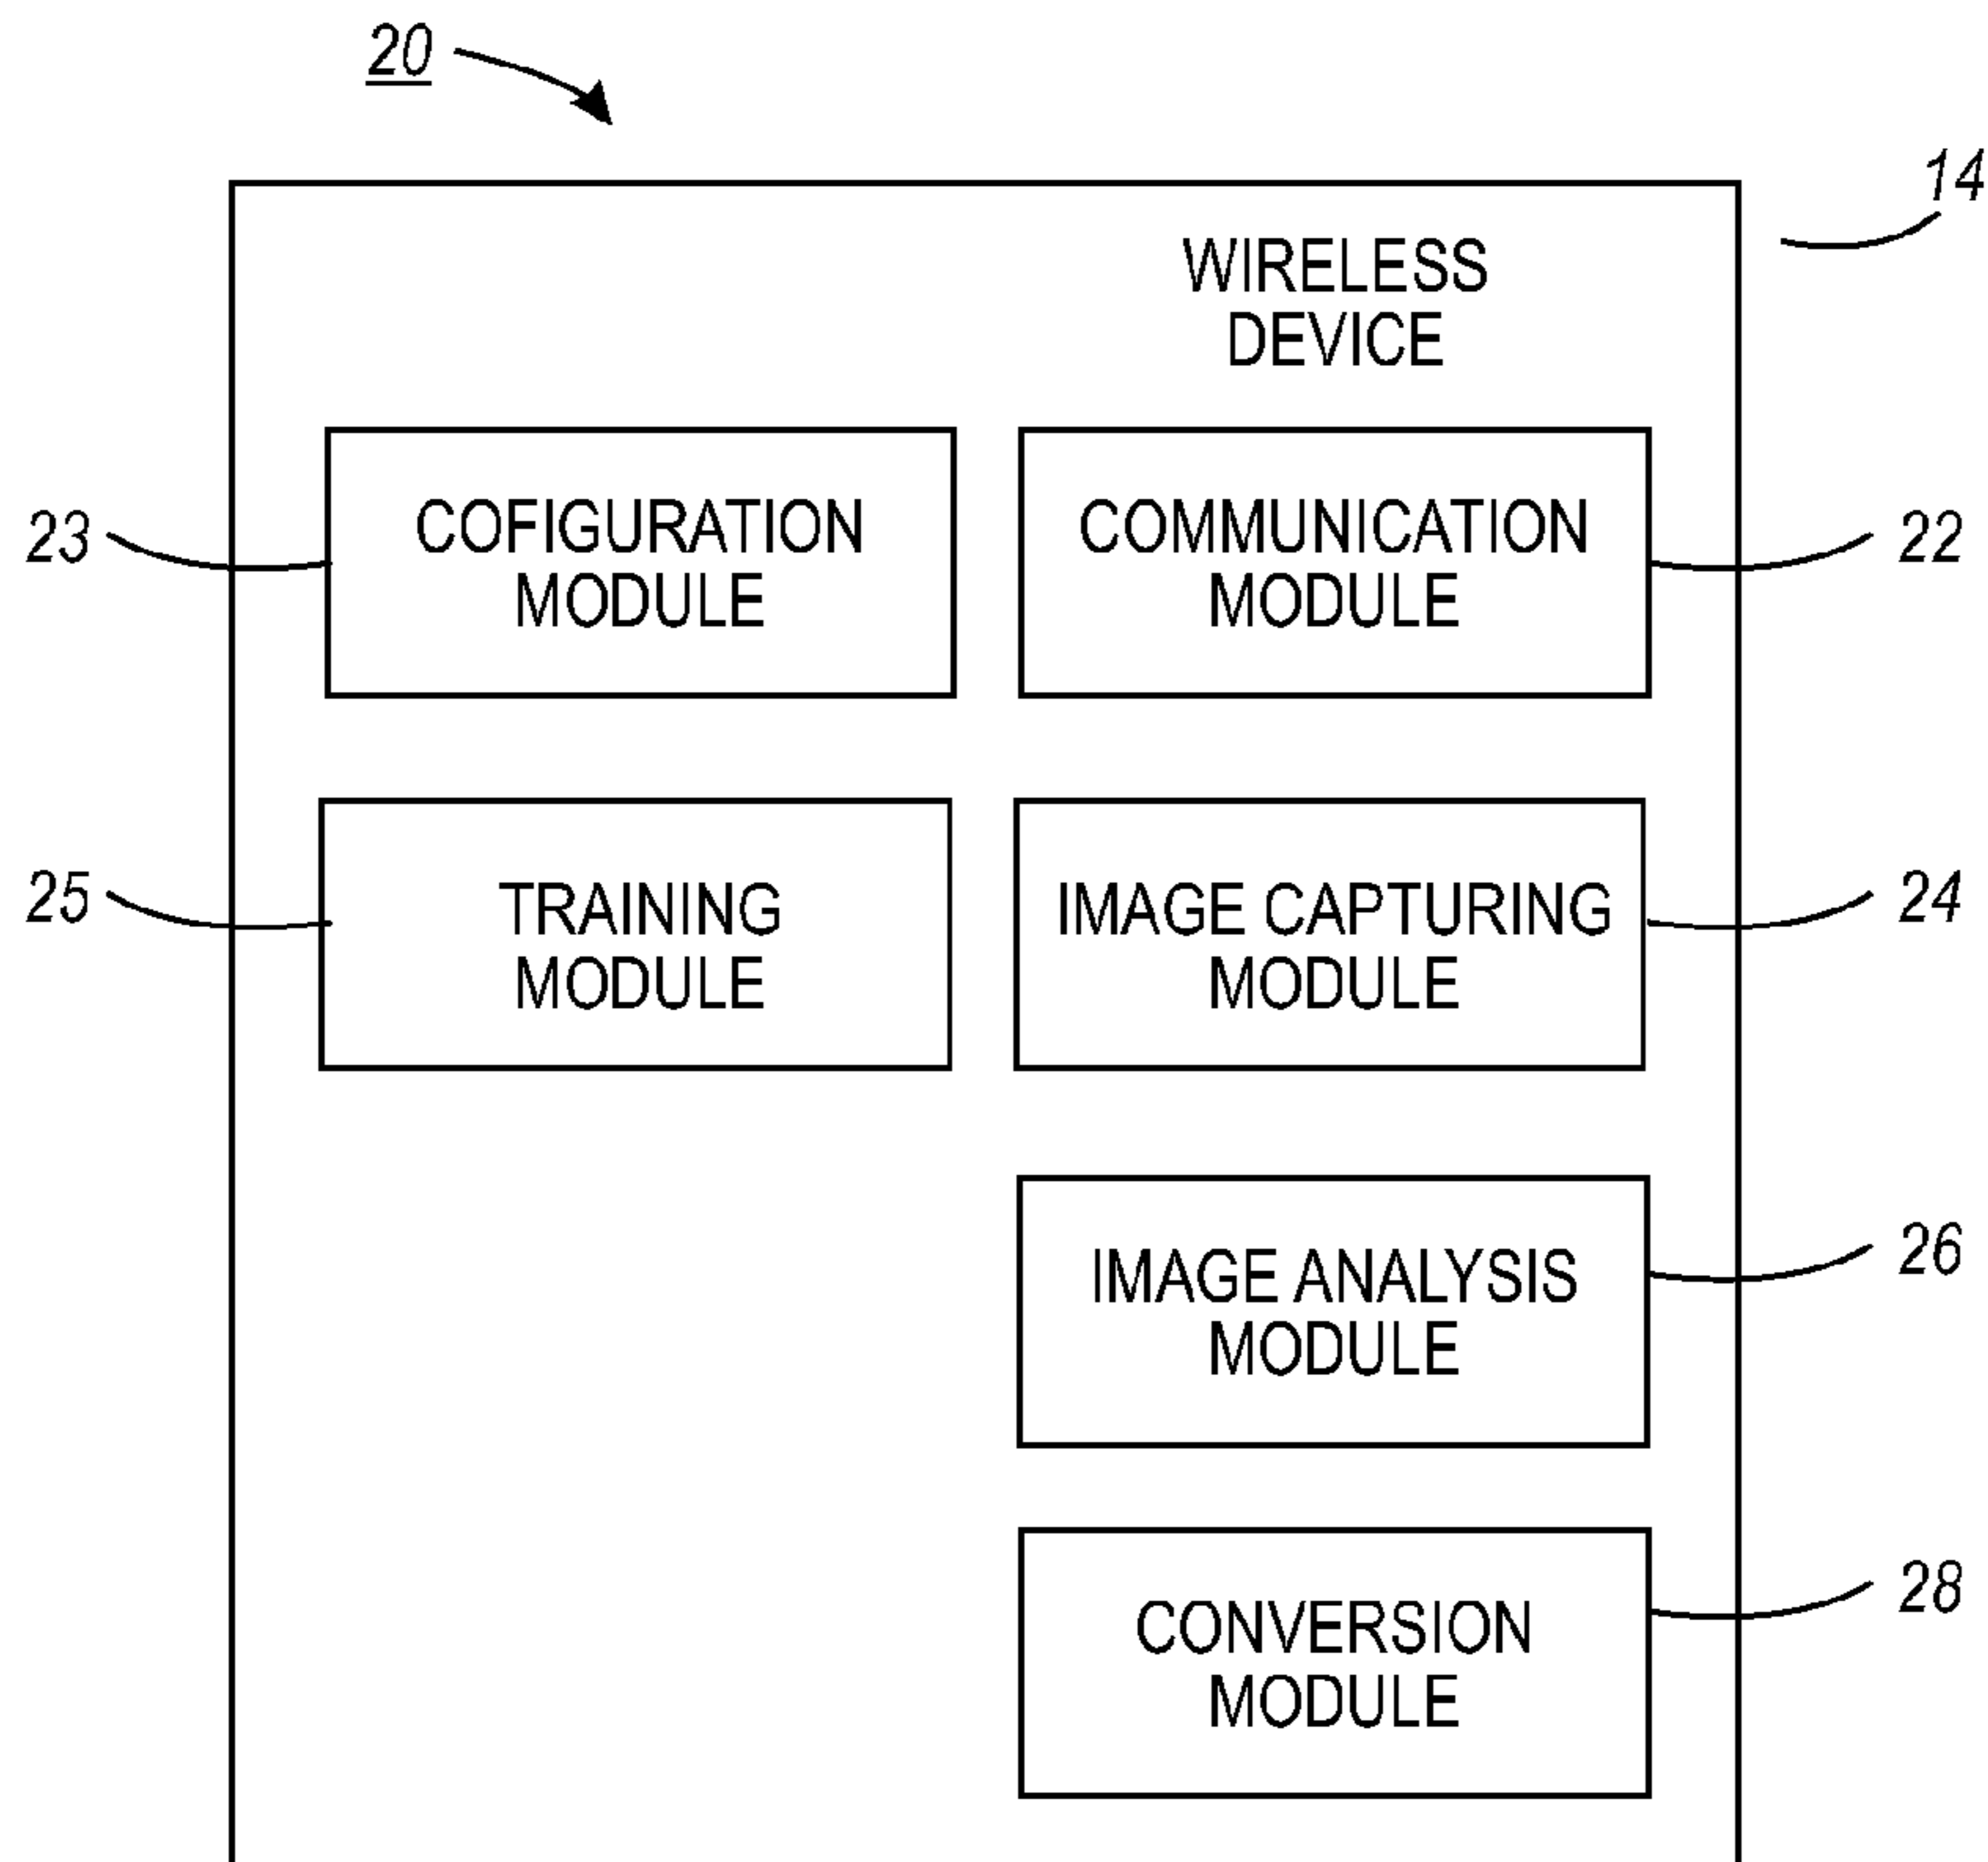 20
14
WIRELESS
DEVICE
23
COFIGURATION
MODULE
COMMUNICATION
MODULE
22
25
TRAINING
MODULE
IMAGE CAPTURING
MODULE
24
IMAGE ANALYSIS
MODULE
26
CONVERSION
MODULE
28